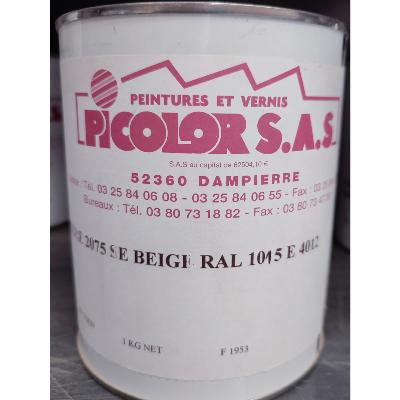 PEINTURES ET VERNIS
PICOLOR S.A.S
S.A.S au capital de 62504,10 €
52360 DAMPIERRE
Tél. 03 25 84 06 08 - 03 25 84 06 55 - Fax : 03
Bureaux : Tél. 03 80 73 18 82 - Fax : 03 80 73
2075 SE BEIGE RAL 1015 E 4012
1 KG NET
F 1953